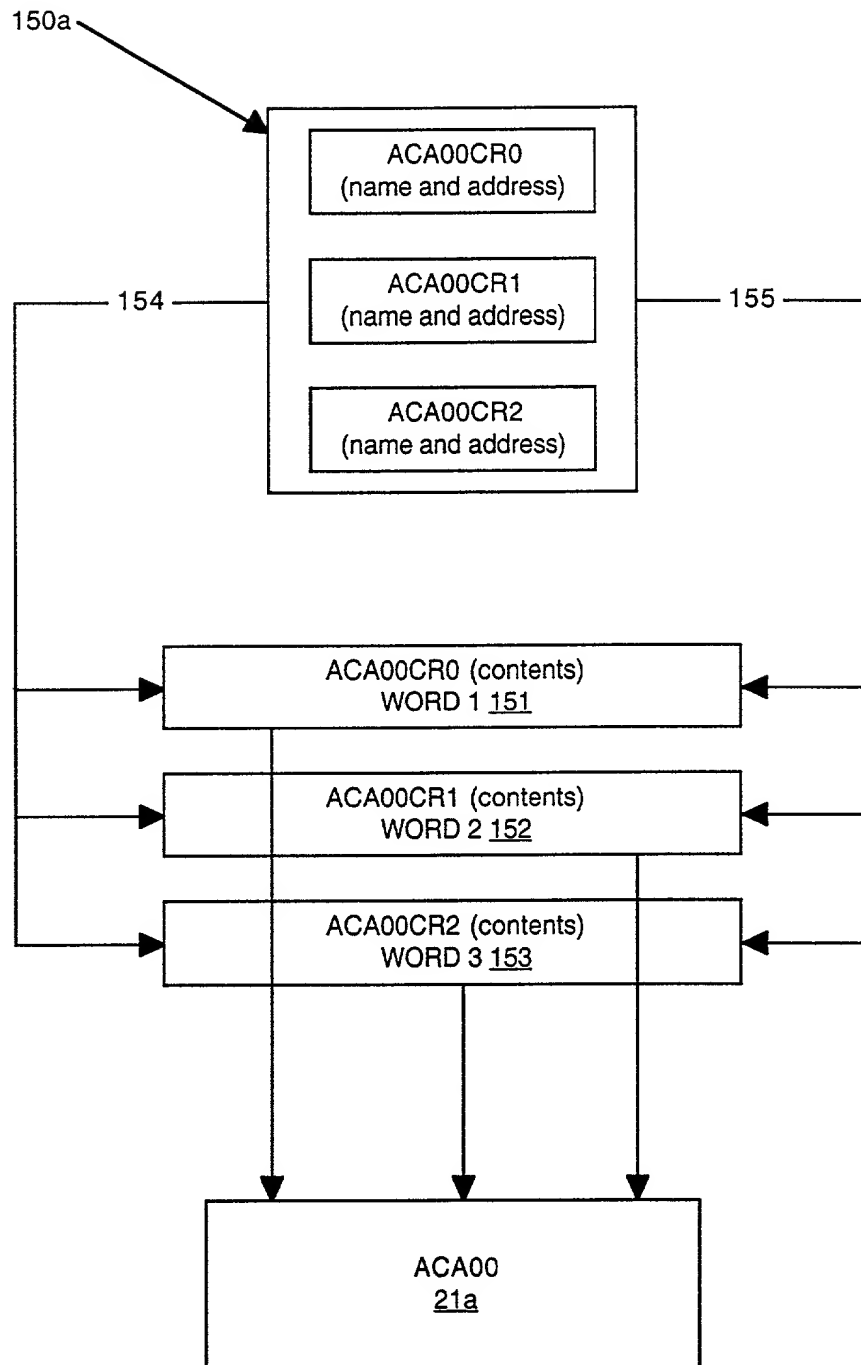 150a
ACA00CR0
(name and address)
ACA00CR1
(name and address)
154
155
ACA00CR2
(name and address)
ACA00CR0 (contents)
WORD 1 151
ACA00CR1 (contents)
WORD 2 152
ACA00CR2 (contents)
WORD 3 153
ACA00
21a